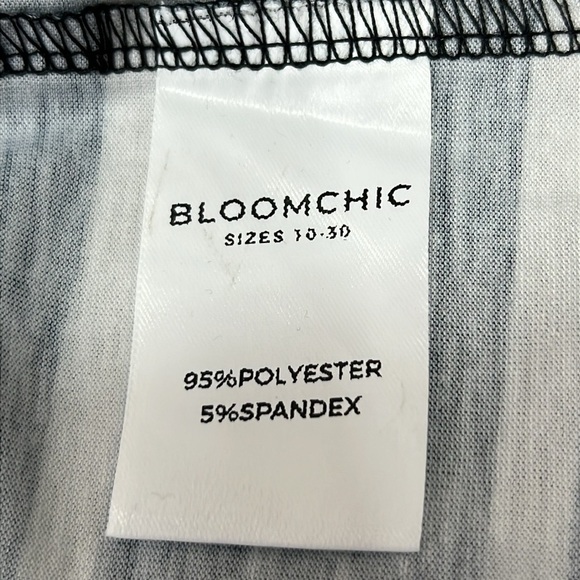 BLOOMCHIC
SIZES 10-30
95%POLYESTER
5%SPANDEX